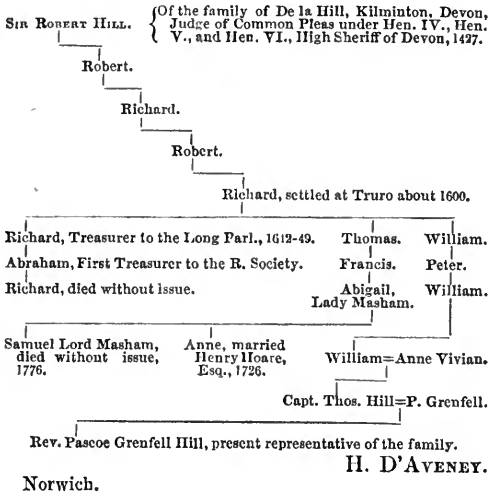 SIR ROBERT HILL. { Of the family of De la Hill, Kilminton, Devon,
Judge of Common Pleas under Hen. IV., Hen.
V., and Hen. VI., High Sheriff of Devon, 1427.
Robert.
Richard.
Robert.
Richard, settled at Truro about 1600.
Richard, Treasurer to the Long Parl., 1612-49. Thomas. William.
Abraham, First Treasurer to the R. Society. Francis. Peter.
Richard, died without issue. Abigail, William.
Lady Masham.
Samuel Lord Masham, Anne, married
died without issue, Henry Hoare, William=Anne Vivian.
1776. Esq., 1726.
Capt. Thos. Hill=P. Grenfell.
Rev. Pascoe Grenfell Hill, present representative of the family.
H. D'AVENEY.
Norwich.